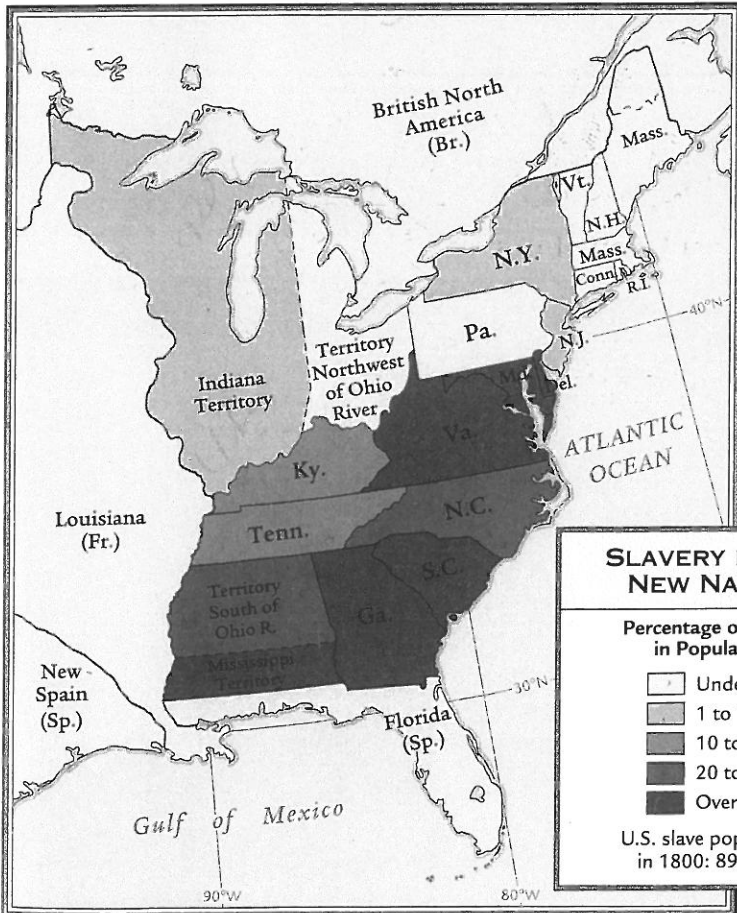 British North
America
(Br.)
Mass.
Vt.
N.H.
Mass.
Conn.
R.I.
N.Y.
40°N
Pa.
N.J.
Territory
Northwest
of Ohio
River
Indiana
Territory
Md.
Del.
Va.
ATLANTIC
OCEAN
Ky.
Louisiana
(Fr.)
Tenn.
N.C.
S.C.
Territory
South of
Ohio R.
Ga.
Mississippi
Territory
New
Spain
(Sp.)
30°N
Florida
(Sp.)
Gulf of Mexico
90°W
80°W
SLAVERY
NEW NA
Percentage o
in Popula
Unde
1 to
10 to
20 to
Over
U.S. slave pop
in 1800: 89